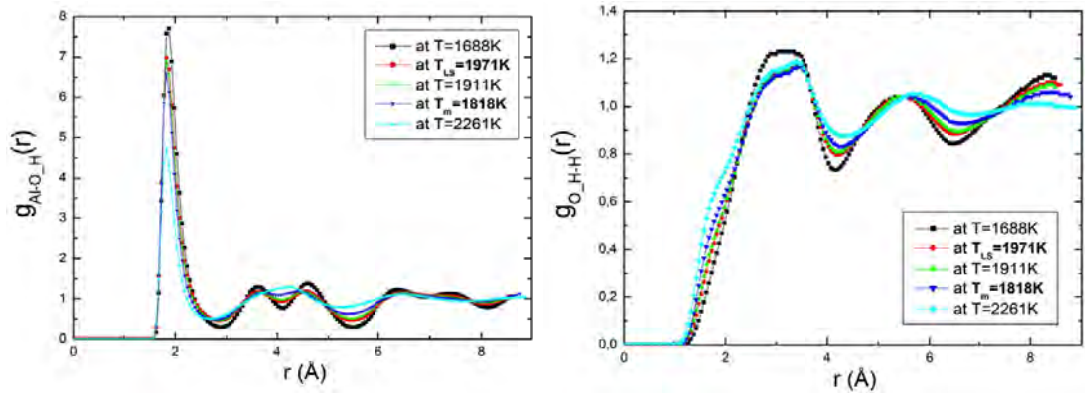 8
7
6
5
4
3
2
1
0
g_Al-O_H(r)
0 2 4 6 8
r (Å)
at T=1688K
at T_LS=1971K
at T=1911K
at T_m=1818K
at T=2261K
1,2
1,0
0,8
0,6
0,4
0,2
0,0
g_O_H-H(r)
0 2 4 6 8
r (Å)
at T=1688K
at T_LS=1971K
at T=1911K
at T_m=1818K
at T=2261K